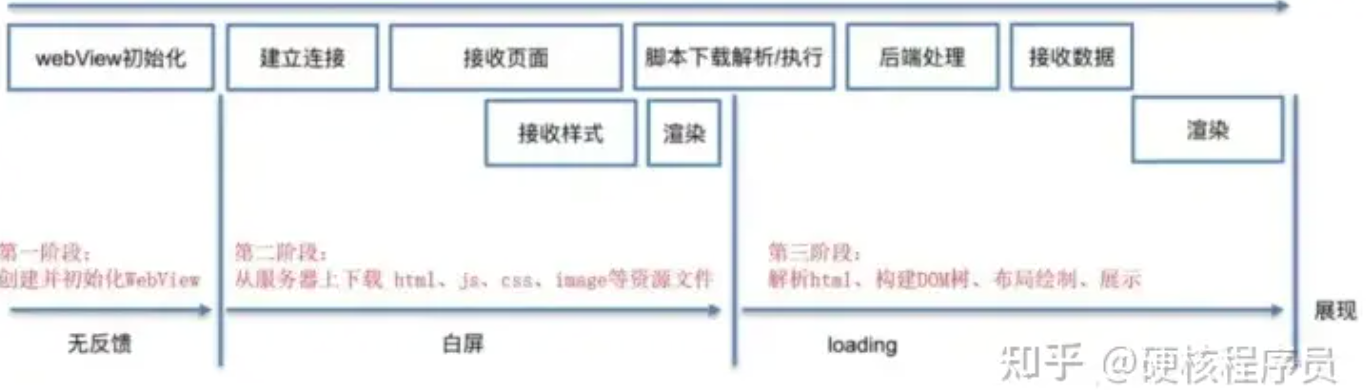 webView初始化
建立连接
接收页面
脚本下载解析/执行
后端处理
接收数据
接收样式
渲染
渲染
第一阶段:
创建并初始化WebView
第二阶段:
从服务器上下载 html、js、css、image等资源文件
第三阶段:
解析html、构建DOM树、布局绘制、展示
无反馈
白屏
loading
展现
知乎 @硬核程序员